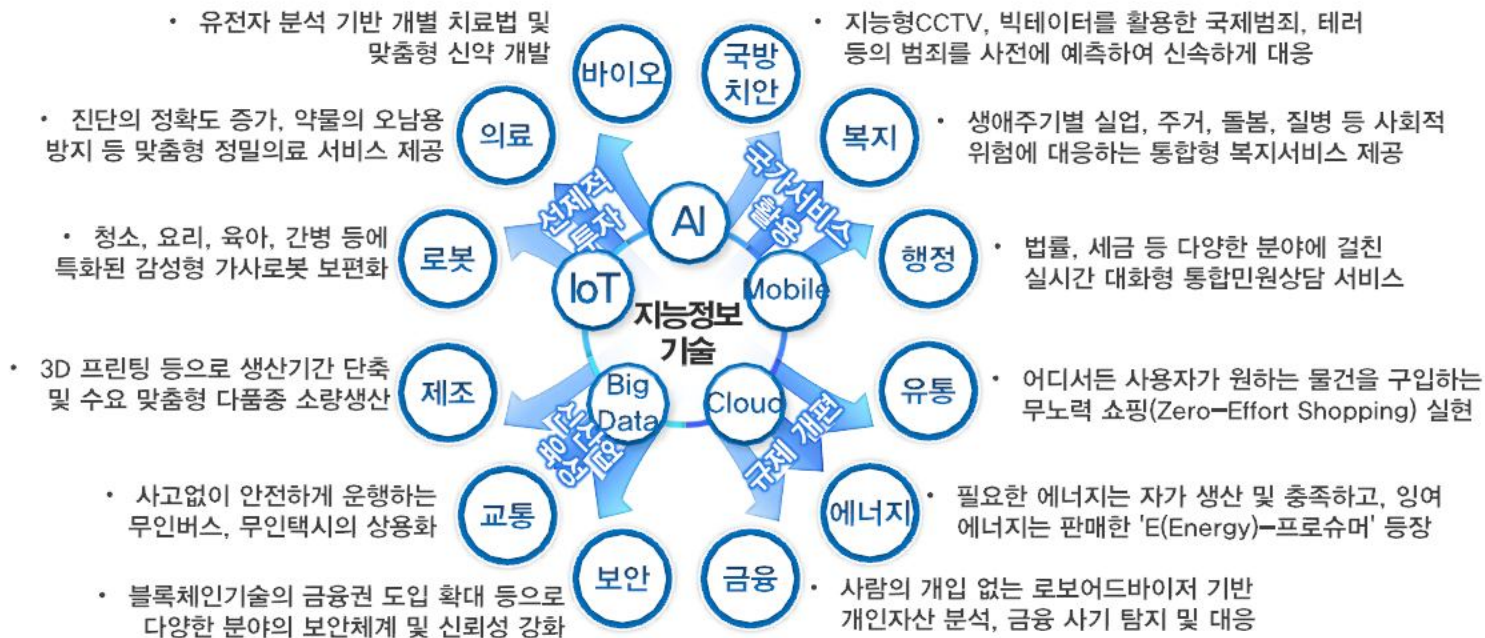 • 유전자 분석 기반 개별 치료법 및
맞춤형 신약 개발
바이오
국방
치안
• 지능형CCTV, 빅테이터를 활용한 국제범죄, 테러
등의 범죄를 사전에 예측하여 신속하게 대응
• 진단의 정확도 증가, 약물의 오남용
방지 등 맞춤형 정밀의료 서비스 제공
의료
복지
• 생애주기별 실업, 주거, 돌봄, 질병 등 사회적
위험에 대응하는 통합형 복지서비스 제공
선제적
투자
AI
국가서비스
활용
• 청소, 요리, 육아, 간병 등에
특화된 감성형 가사로봇 보편화
로봇
IoT
Mobile
행정
• 법률, 세금 등 다양한 분야에 걸친
실시간 대화형 통합민원상담 서비스
지능정보
기술
• 3D 프린팅 등으로 생산기간 단축
및 수요 맞춤형 다품종 소량생산
제조
Big
Data
Cloud
유통
• 어디서든 사용자가 원하는 물건을 구입하는
무노력 쇼핑(Zero-Effort Shopping) 실현
신산업
육성
규제 개편
• 사고없이 안전하게 운행하는
무인버스, 무인택시의 상용화
교통
에너지
• 필요한 에너지는 자가 생산 및 충족하고, 잉여
에너지는 판매한 'E(Energy)-프로슈머' 등장
• 블록체인기술의 금융권 도입 확대 등으로
다양한 분야의 보안체계 및 신뢰성 강화
보안
금융
• 사람의 개입 없는 로보어드바이저 기반
개인자산 분석, 금융 사기 탐지 및 대응